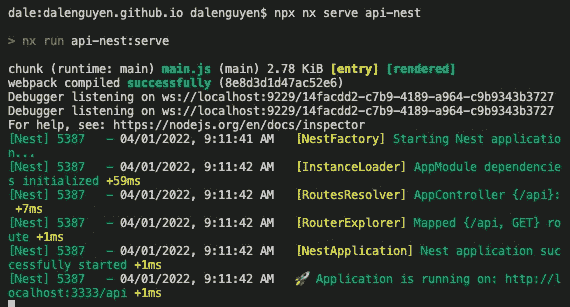 dale:dalenguyen.github.io dalenguyen$ npx nx serve api-nest
> nx run api-nest:serve
chunk (runtime: main) main.js (main) 2.78 KiB [entry] [rendered]
webpack compiled successfully (8e8d3d1d47ac52e6)
Debugger listening on ws://localhost:9229/14facdd2-c7b9-4189-a964-c9b9343b3727
Debugger listening on ws://localhost:9229/14facdd2-c7b9-4189-a964-c9b9343b3727
For help, see: https://nodejs.org/en/docs/inspector
[Nest] 5387   - 04/01/2022, 9:11:41 AM   [NestFactory] Starting Nest applicatio
n...
[Nest] 5387   - 04/01/2022, 9:11:42 AM   [InstanceLoader] AppModule dependencie
s initialized +59ms
[Nest] 5387   - 04/01/2022, 9:11:42 AM   [RoutesResolver] AppController {/api}:
 +7ms
[Nest] 5387   - 04/01/2022, 9:11:42 AM   [RouterExplorer] Mapped {/api, GET} ro
ute +1ms
[Nest] 5387   - 04/01/2022, 9:11:42 AM   [NestApplication] Nest application suc
cessfully started +1ms
[Nest] 5387   - 04/01/2022, 9:11:42 AM   🚀 Application is running on: http://l
ocalhost:3333/api +1ms